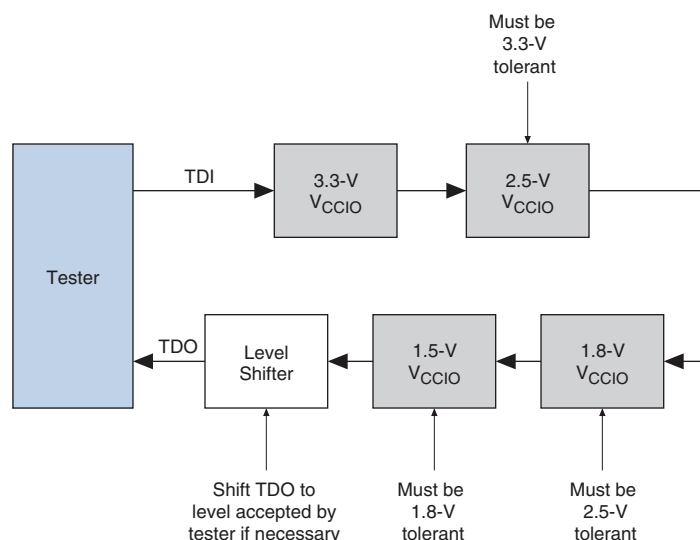 Must be
3.3-V
tolerant
TDI
3.3-V
VCCIO
2.5-V
VCCIO
Tester
TDO
Level
Shifter
1.5-V
VCCIO
1.8-V
VCCIO
Shift TDO to
level accepted by
tester if necessary
Must be
1.8-V
tolerant
Must be
2.5-V
tolerant